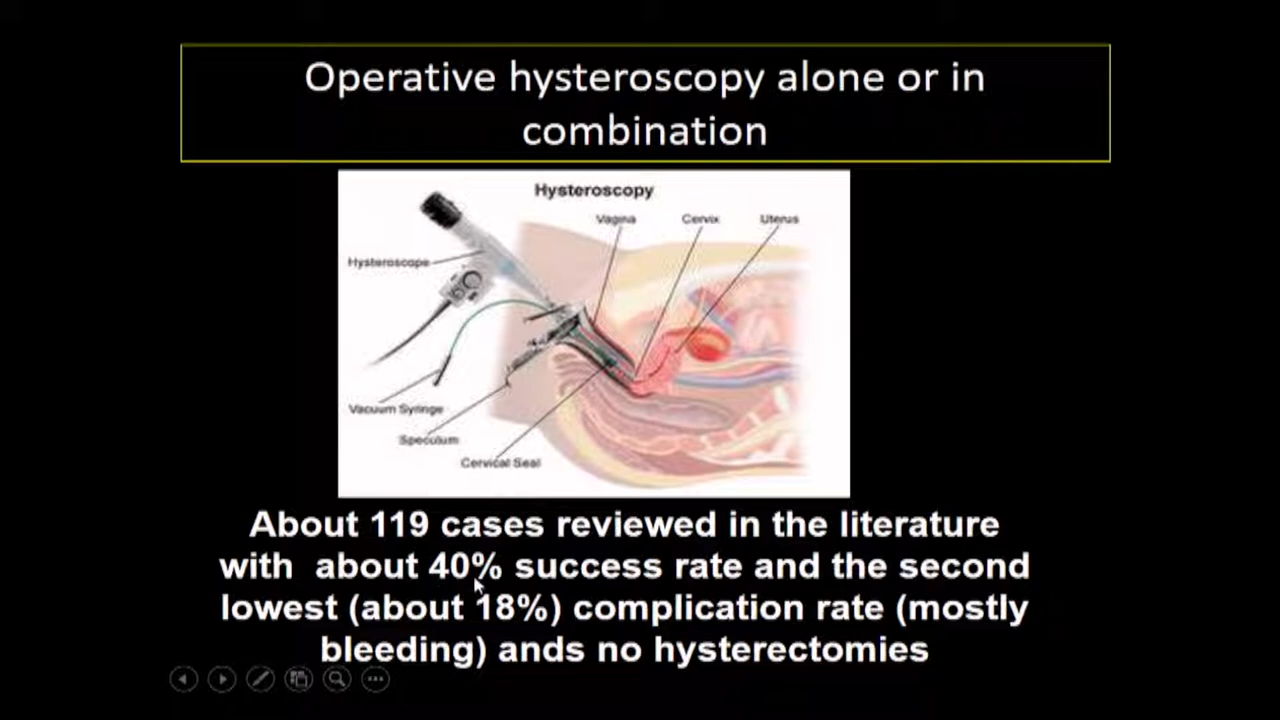 Operative hysteroscopy alone or in
combination
Hysteroscopy
Vagina Cervix Uterus
Hysteroscope
Vacuum Syringe
Speculum
Cervical Seal
About 119 cases reviewed in the literature
with about 40% success rate and the second
lowest (about 18%) complication rate (mostly
bleeding) ands no hysterectomies